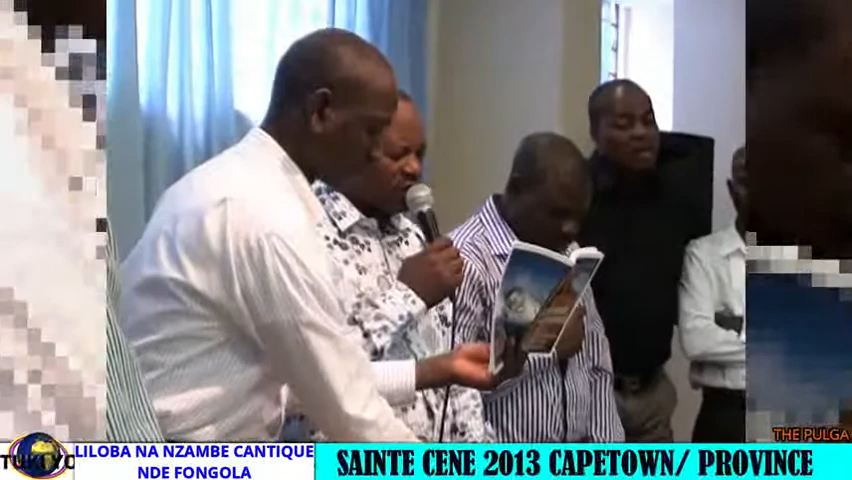 THE PULGA
LILOBA NA NZAMBE CANTIQUE
NDE FONGOLA
SAINTE CENE 2013 CAPETOWN/ PROVINCE